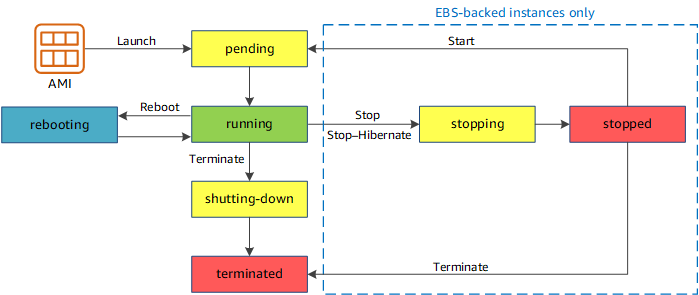 EBS-backed instances only
Launch
pending
Start
AMI
Reboot
Stop
rebooting
running
stopping
stopped
Stop–Hibernate
Terminate
shutting-down
terminated
Terminate